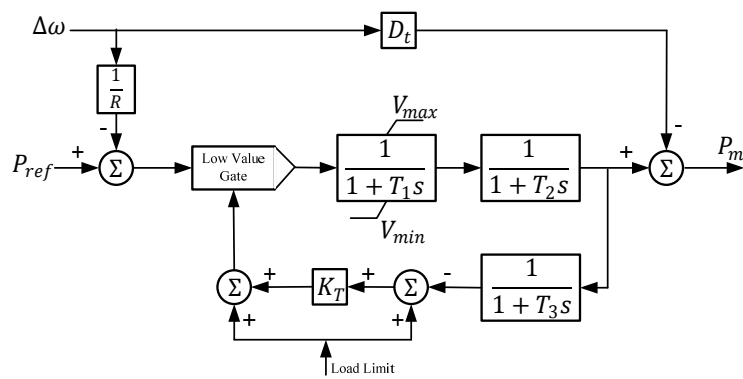 Δω
D_t
1
R
-
-
V_max
P_ref
+
Σ
Low Value
Gate
1
1 + T_1 s
1
1 + T_2 s
+
Σ
P_m
V_min
Σ
+
K_T
+
Σ
-
1
1 + T_3 s
+
+
Load Limit